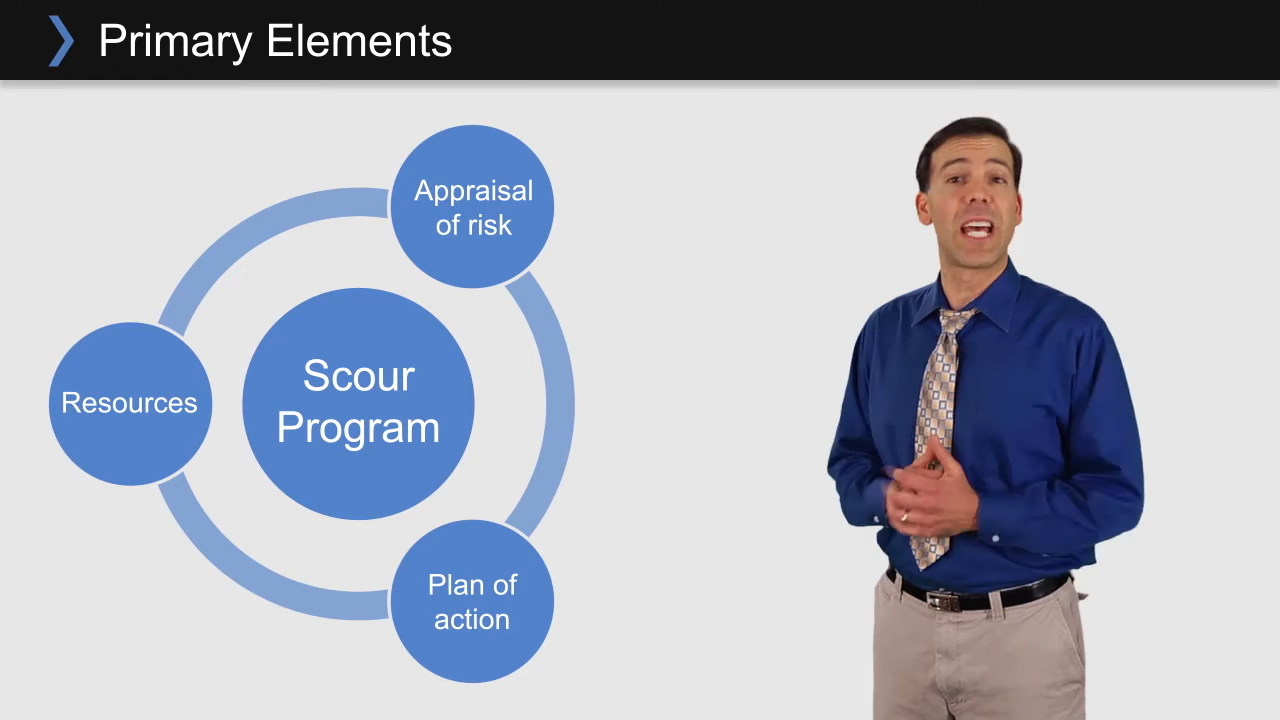 Primary Elements
Appraisal
of risk
Scour
Program
Resources
Plan of
action